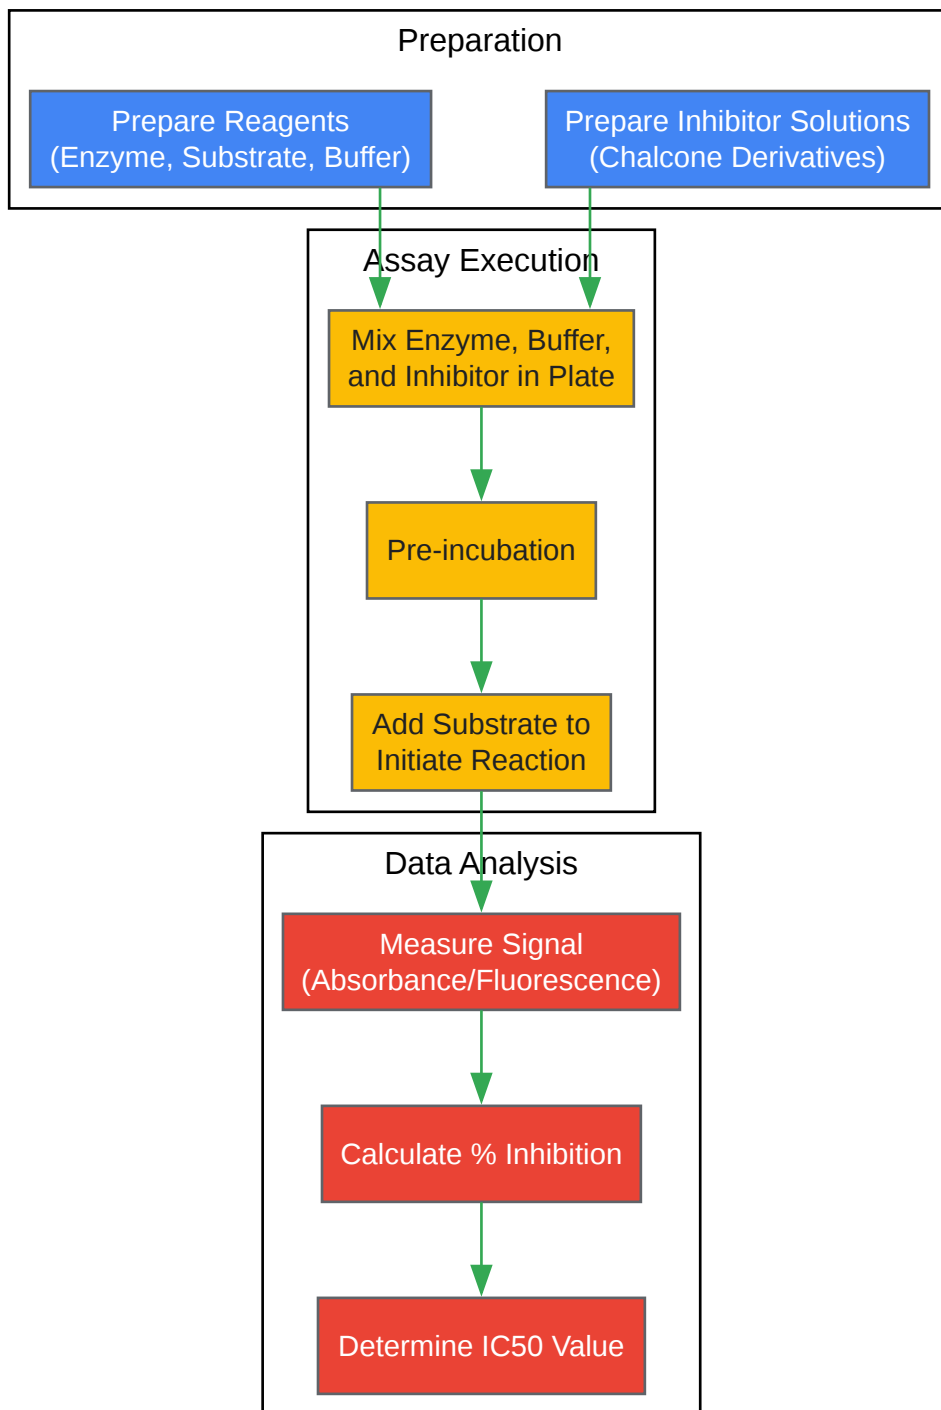 Preparation
Prepare Reagents
(Enzyme, Substrate, Buffer)
Prepare Inhibitor Solutions
(Chalcone Derivatives)
Assay Execution
Mix Enzyme, Buffer,
and Inhibitor in Plate
Pre-incubation
Add Substrate to
Initiate Reaction
Data Analysis
Measure Signal
(Absorbance/Fluorescence)
Calculate % Inhibition
Determine IC50 Value